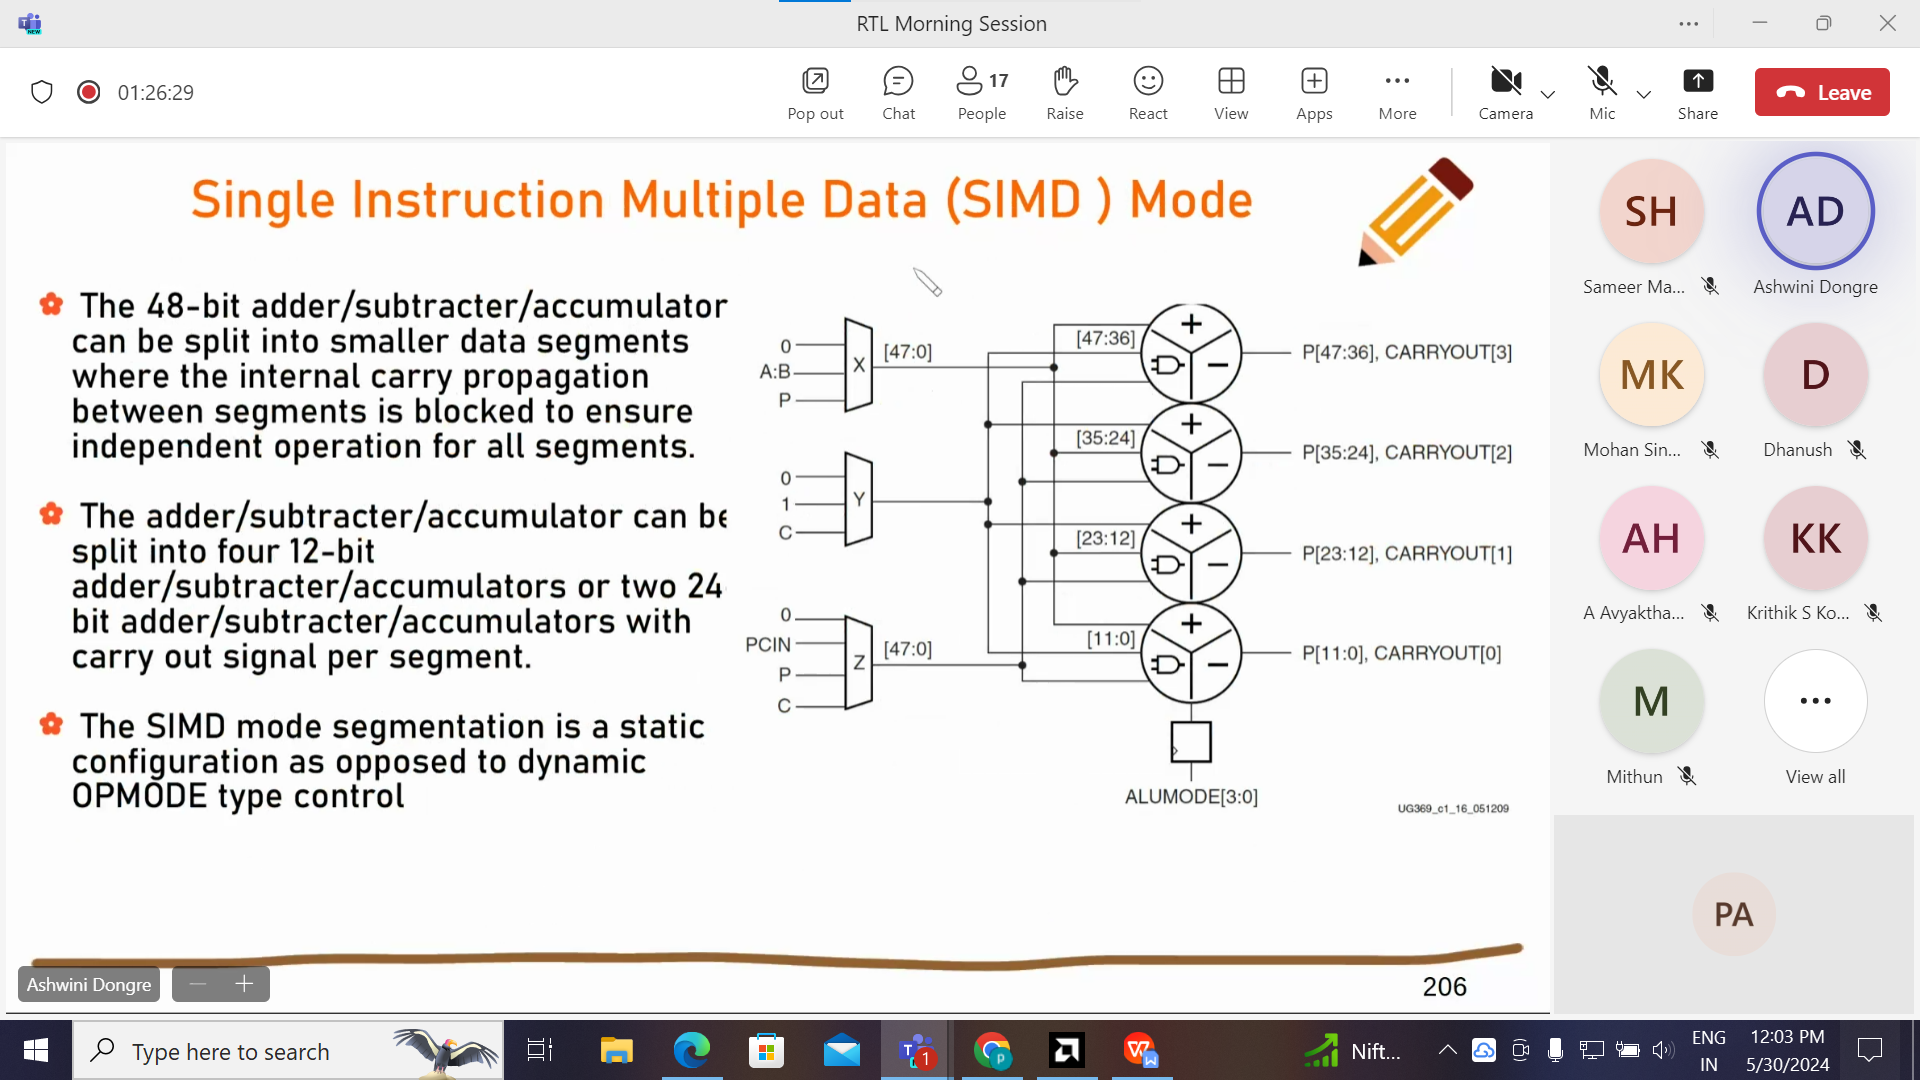 RTL Morning Session
01:26:29
Pop out
Chat
17
People
Raise
React
View
Apps
More
Camera
Mic
Share
Leave
Single Instruction Multiple Data (SIMD ) Mode
The 48-bit adder/subtracter/accumulator
can be split into smaller data segments
where the internal carry propagation
between segments is blocked to ensure
independent operation for all segments.
The adder/subtracter/accumulator can be
split into four 12-bit
adder/subtracter/accumulators or two 24
bit adder/subtracter/accumulators with
carry out signal per segment.
The SIMD mode segmentation is a static
configuration as opposed to dynamic
OPMODE type control
0
A:B
P
X
[47:0]
0
1
C
Y
0
PCIN
P
C
Z
[47:0]
[47:36]
+
−
P[47:36], CARRYOUT[3]
[35:24]
+
−
P[35:24], CARRYOUT[2]
[23:12]
+
−
P[23:12], CARRYOUT[1]
[11:0]
+
−
P[11:0], CARRYOUT[0]
ALUMODE[3:0]
UG369_c1_16_051209
206
Ashwini Dongre
SH
Sameer Ma...
AD
Ashwini Dongre
MK
Mohan Sin...
D
Dhanush
AH
A Avyaktha...
KK
Krithik S Ko...
M
Mithun
View all
PA
Type here to search
NEW
1
p
W
Nift...
ENG
IN
12:03 PM
5/30/2024